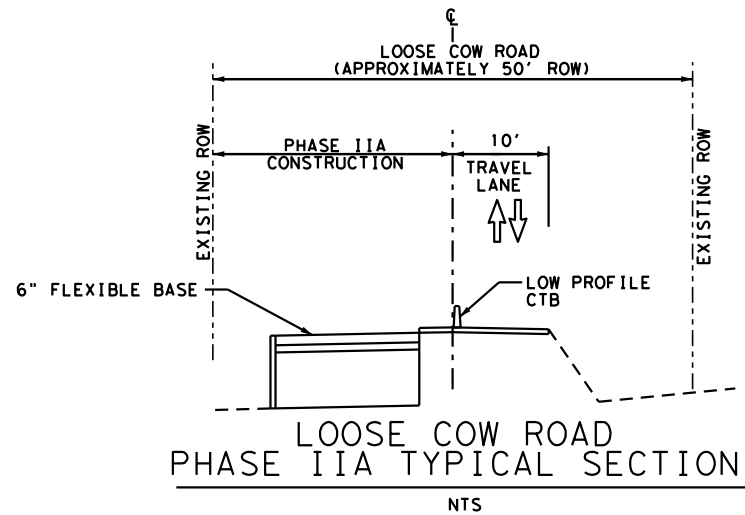 ℄
LOOSE COW ROAD
(APPROXIMATELY 50' ROW)
EXISTING ROW
PHASE IIA
CONSTRUCTION
10'
TRAVEL
LANE
EXISTING ROW
6" FLEXIBLE BASE
LOW PROFILE
CTB
LOOSE COW ROAD
PHASE IIA TYPICAL SECTION
NTS